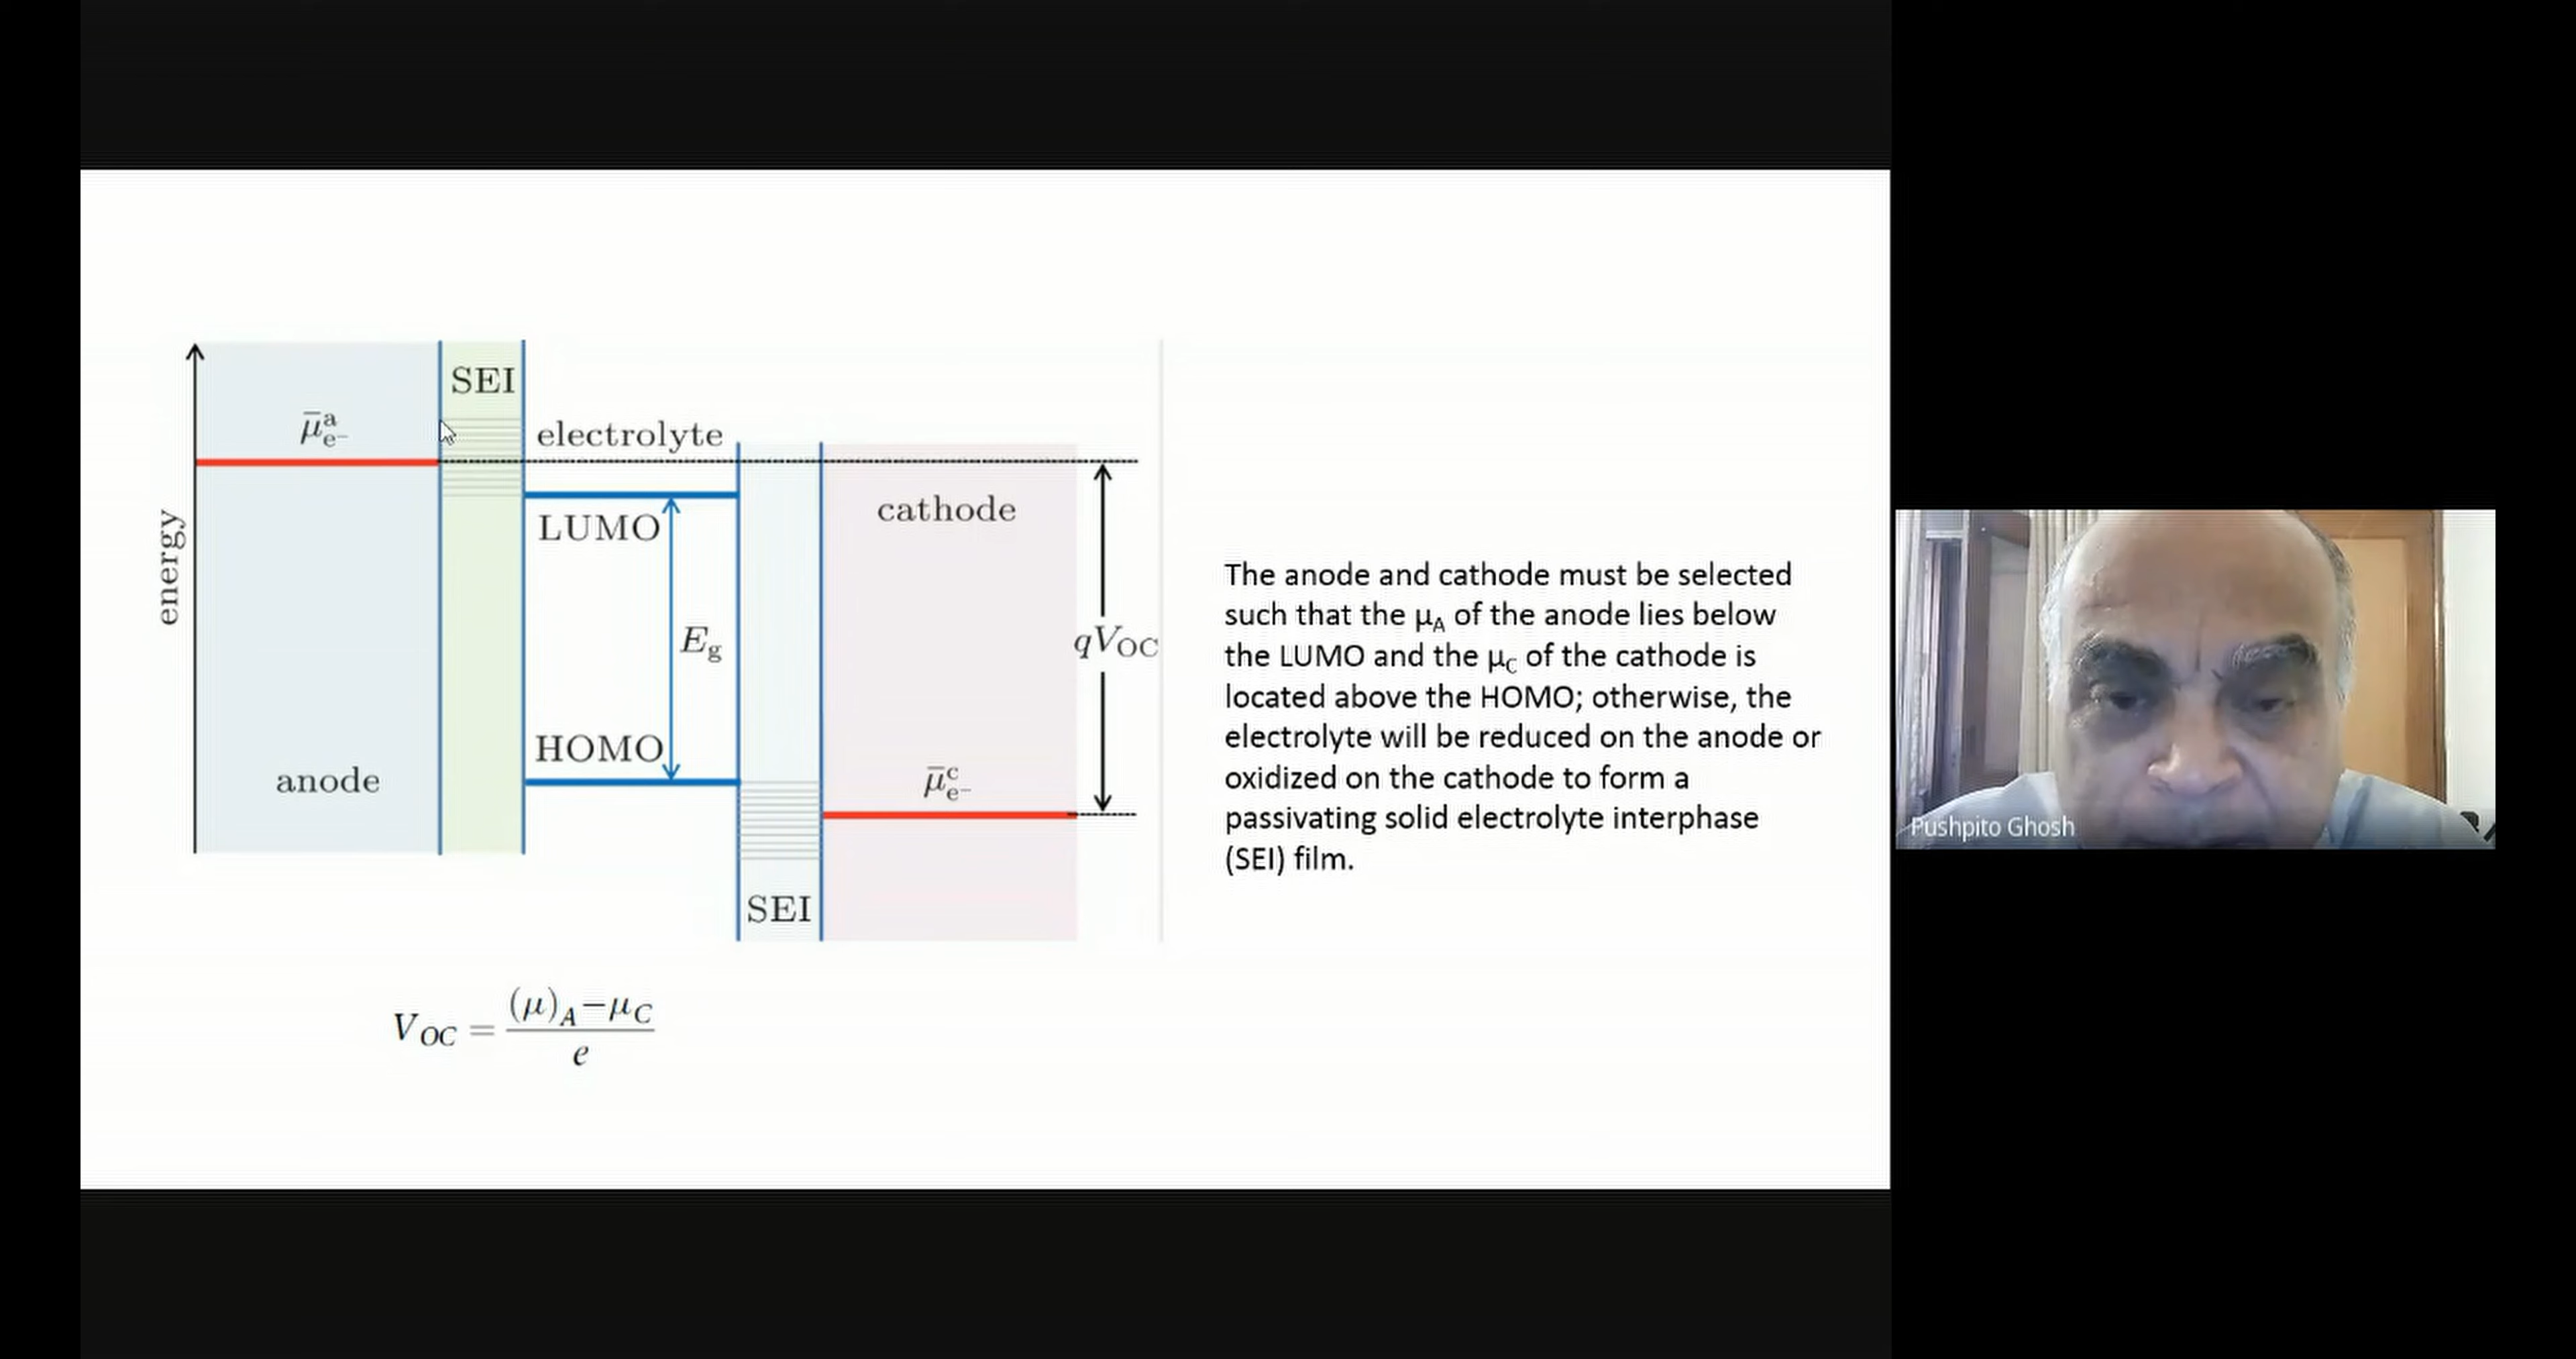 SEI
μ̄ᵃₑ₋
electrolyte
LUMO
cathode
energy
E_g
qV_OC
HOMO
anode
μ̄ᶜₑ₋
SEI
V_OC = (μ)_A−μ_C / e
The anode and cathode must be selected
such that the μ_A of the anode lies below
the LUMO and the μ_C of the cathode is
located above the HOMO; otherwise, the
electrolyte will be reduced on the anode or
oxidized on the cathode to form a
passivating solid electrolyte interphase
(SEI) film.
Pushpito Ghosh